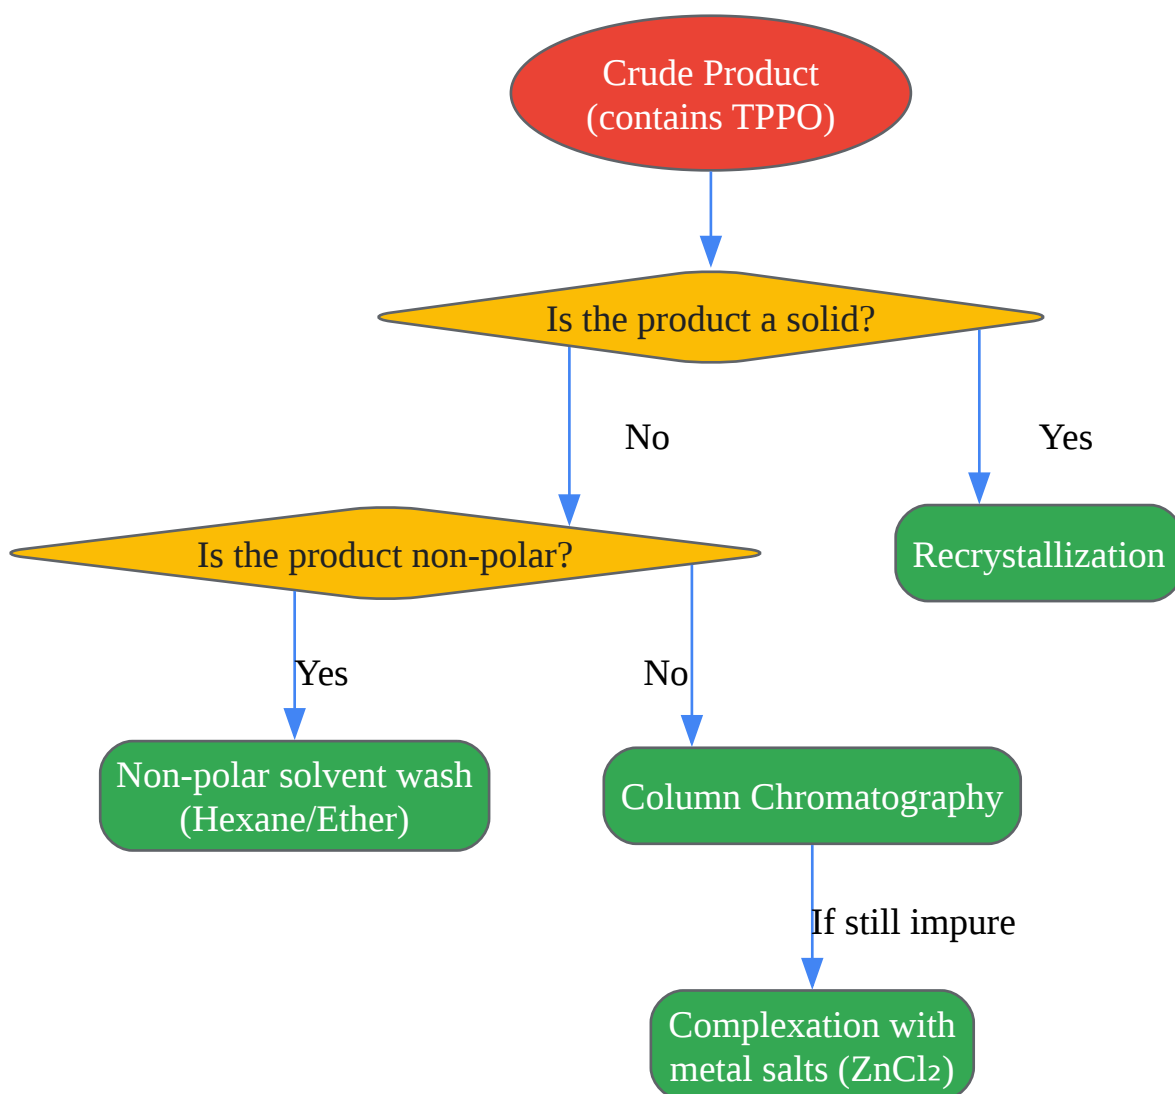 Crude Product
(contains TPPO)
Is the product a solid?
No
Yes
Is the product non-polar?
Recrystallization
Yes
No
Non-polar solvent wash
(Hexane/Ether)
Column Chromatography
If still impure
Complexation with
metal salts (ZnCl₂)